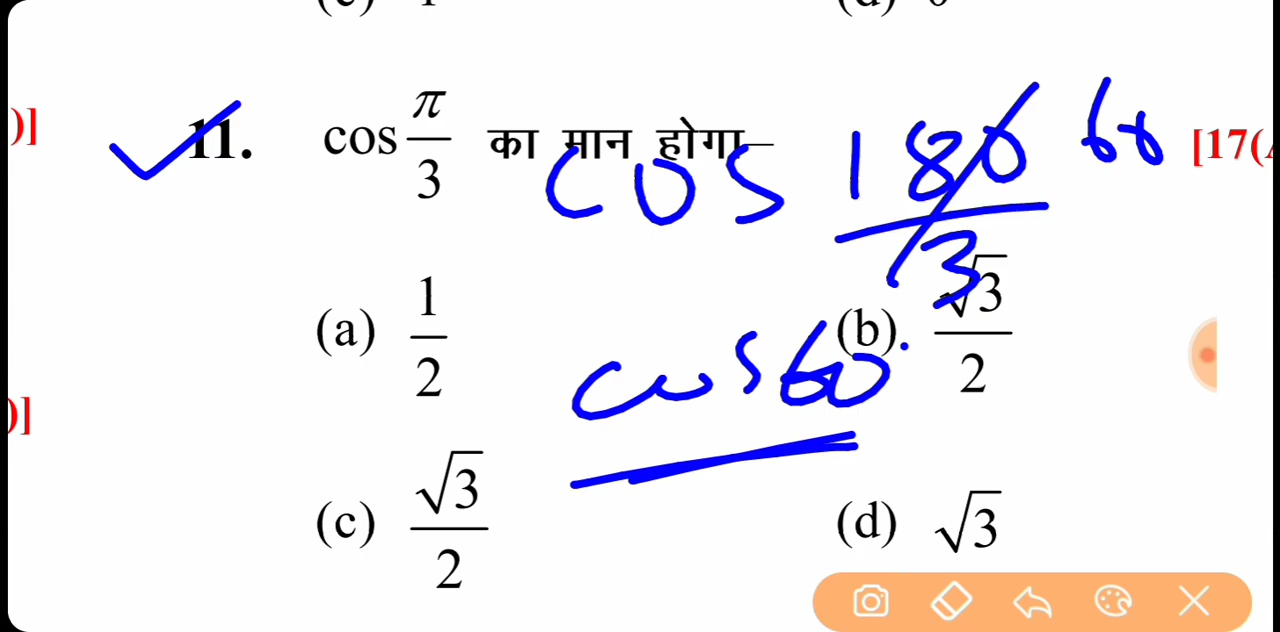 )]
11. cos π/3 का मान होगा— [17(
cos 180/3 60
(a) 1/2 (b) √3/2
cos 60°
)]
(c) √3/2 (d) √3